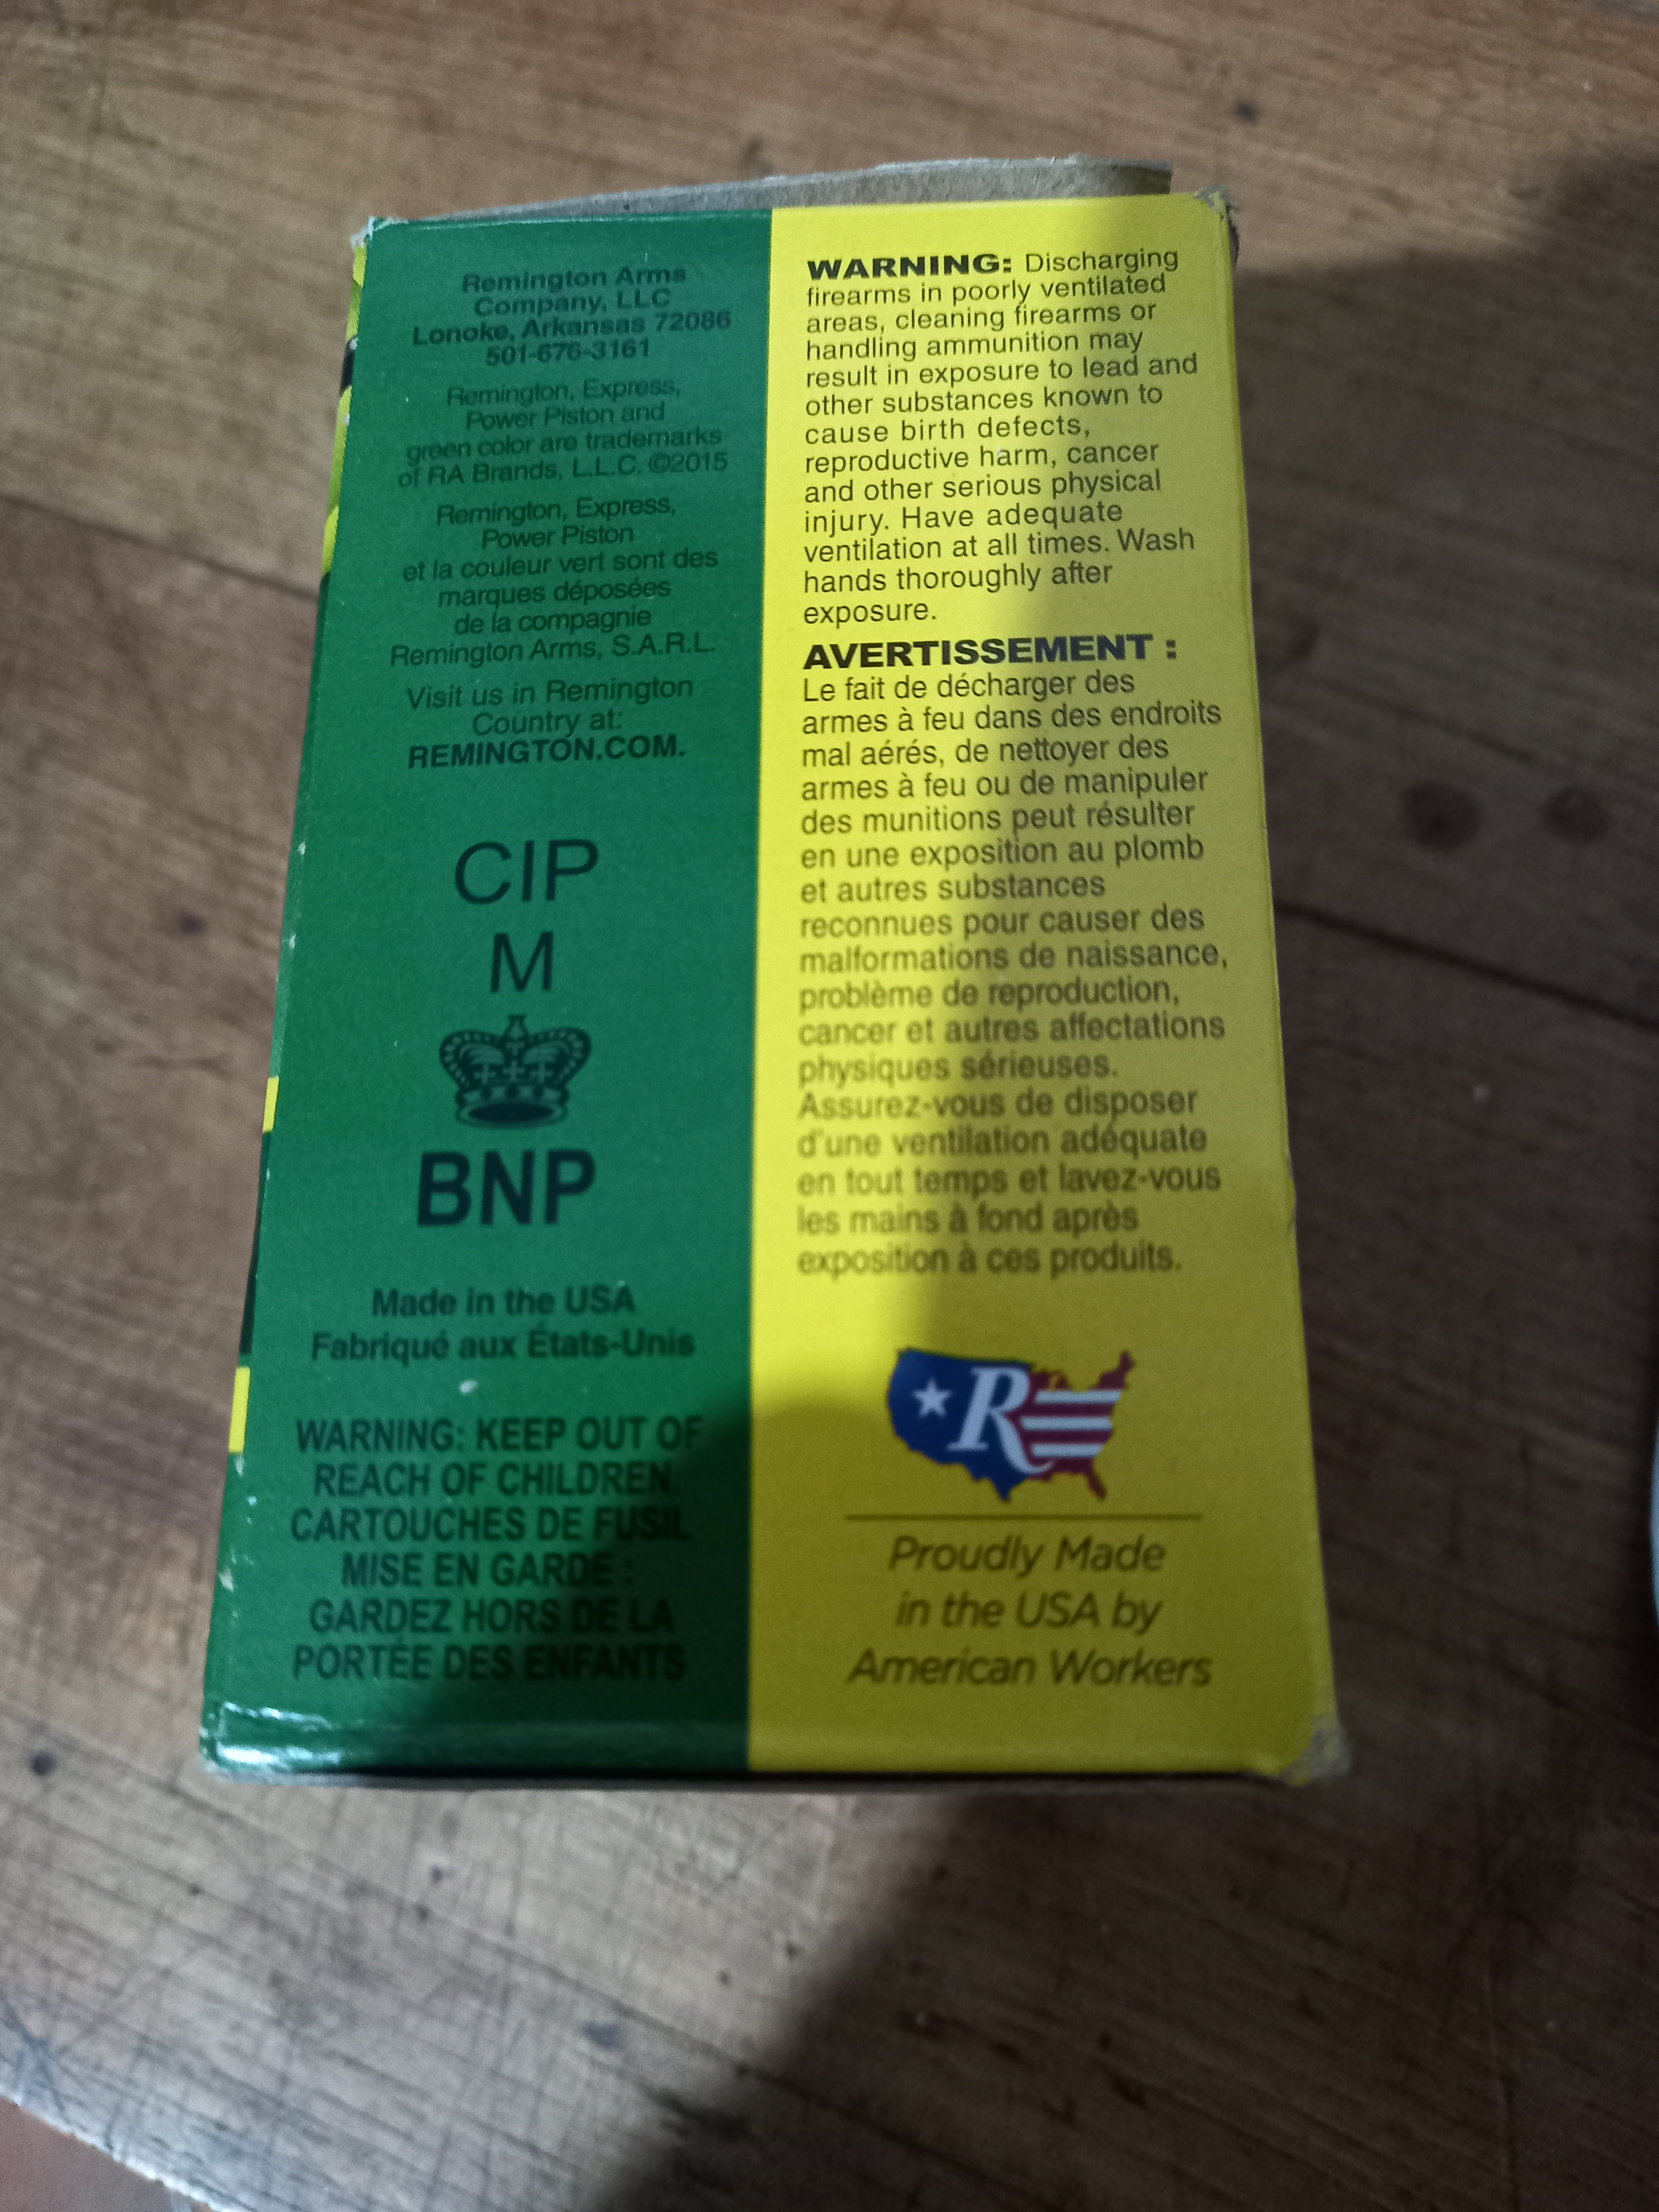 Remington Arms
Company, LLC
Lonoke, Arkansas 72086
501-676-3161
Remington, Express,
Power Piston and
green color are trademarks
of RA Brands, L.L.C. ©2015
Remington, Express,
Power Piston
et la couleur vert sont des
marques déposées
de la compagnie
Remington Arms, S.A.R.L.
Visit us in Remington
Country at:
REMINGTON.COM.
CIP
M
BNP
Made in the USA
Fabriqué aux États-Unis
WARNING: KEEP OUT OF
REACH OF CHILDREN.
CARTOUCHES DE FUSIL
MISE EN GARDE :
GARDEZ HORS DE LA
PORTÉE DES ENFANTS
WARNING: Discharging
firearms in poorly ventilated
areas, cleaning firearms or
handling ammunition may
result in exposure to lead and
other substances known to
cause birth defects,
reproductive harm, cancer
and other serious physical
injury. Have adequate
ventilation at all times. Wash
hands thoroughly after
exposure.
AVERTISSEMENT :
Le fait de décharger des
armes à feu dans des endroits
mal aérés, de nettoyer des
armes à feu ou de manipuler
des munitions peut résulter
en une exposition au plomb
et autres substances
reconnues pour causer des
malformations de naissance,
problème de reproduction,
cancer et autres affectations
physiques sérieuses.
Assurez-vous de disposer
d'une ventilation adéquate
en tout temps et lavez-vous
les mains à fond après
exposition à ces produits.
R
Proudly Made
in the USA by
American Workers